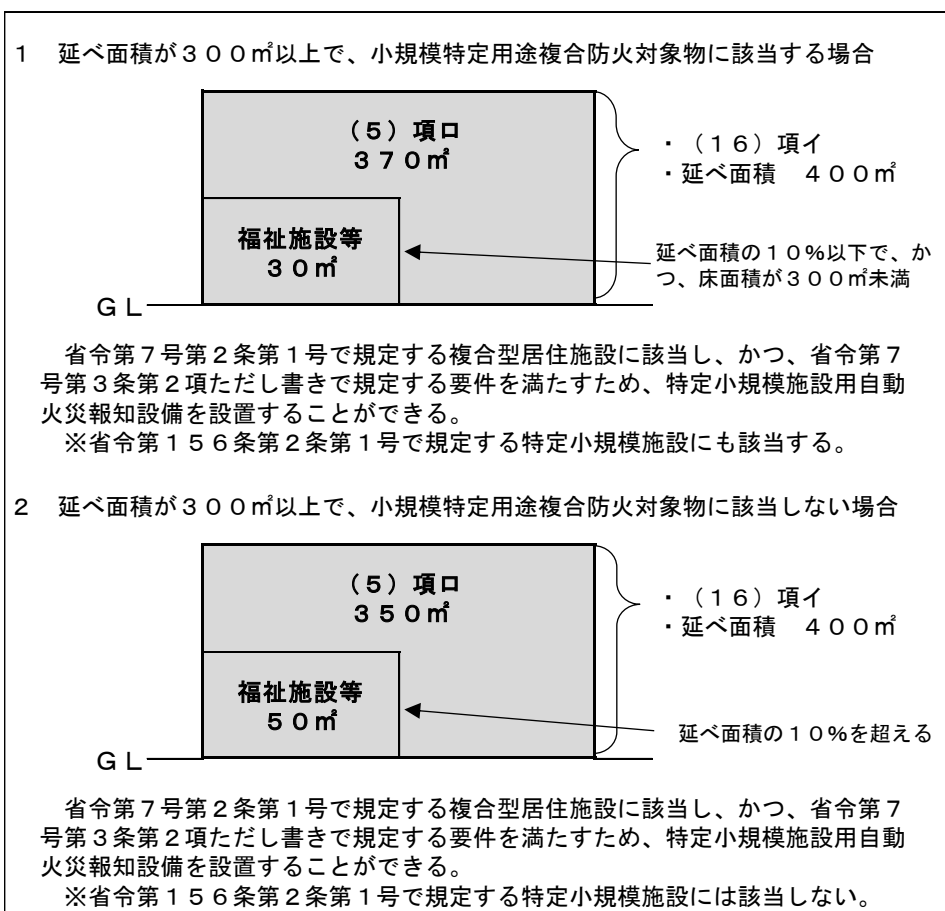 1　延べ面積が３００㎡以上で、小規模特定用途複合防火対象物に該当する場合
（５）項ロ
３７０㎡
・（１６）項イ
・延べ面積　４００㎡
福祉施設等
３０㎡
延べ面積の１０％以下で、か
つ、床面積が３００㎡未満
ＧＬ
省令第７号第２条第１号で規定する複合型居住施設に該当し、かつ、省令第７
号第３条第２項ただし書きで規定する要件を満たすため、特定小規模施設用自動
火災報知設備を設置することができる。
※省令第１５６条第２条第１号で規定する特定小規模施設にも該当する。
2　延べ面積が３００㎡以上で、小規模特定用途複合防火対象物に該当しない場合
（５）項ロ
３５０㎡
・（１６）項イ
・延べ面積　４００㎡
福祉施設等
５０㎡
延べ面積の１０％を超える
ＧＬ
省令第７号第２条第１号で規定する複合型居住施設に該当し、かつ、省令第７
号第３条第２項ただし書きで規定する要件を満たすため、特定小規模施設用自動
火災報知設備を設置することができる。
※省令第１５６条第２条第１号で規定する特定小規模施設には該当しない。